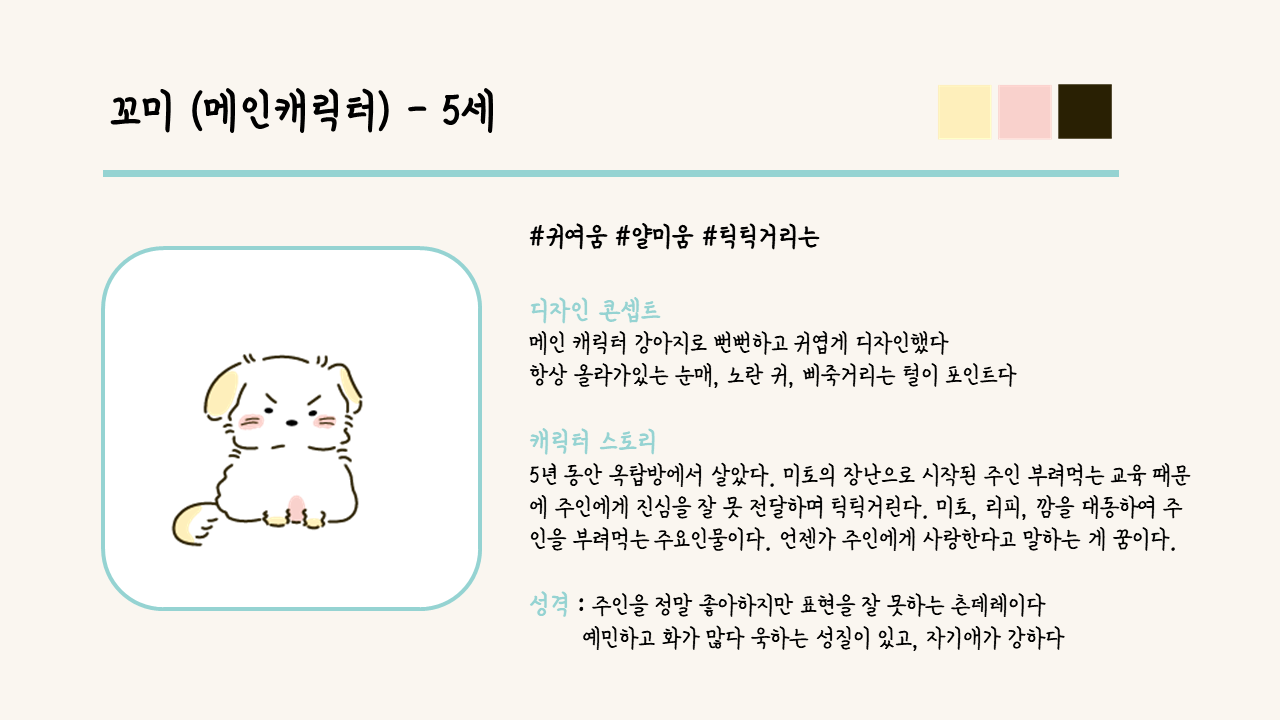 꼬미 (메인캐릭터) - 5세
#귀여움 #얄미움 #틱틱거리는
디자인 콘셉트
메인 캐릭터 강아지로 뻔뻔하고 귀엽게 디자인했다
항상 올라가있는 눈매, 노란 귀, 삐죽거리는 털이 포인트다
캐릭터 스토리
5년 동안 옥탑방에서 살았다. 미토의 장난으로 시작된 주인 부려먹는 교육 때문
에 주인에게 진심을 잘 못 전달하며 틱틱거린다. 미토, 리피, 깜을 대동하여 주
인을 부려먹는 주요인물이다. 언젠가 주인에게 사랑한다고 말하는 게 꿈이다.
성격 : 주인을 정말 좋아하지만 표현을 잘 못하는 츤데레이다
예민하고 화가 많다 욱하는 성질이 있고, 자기애가 강하다